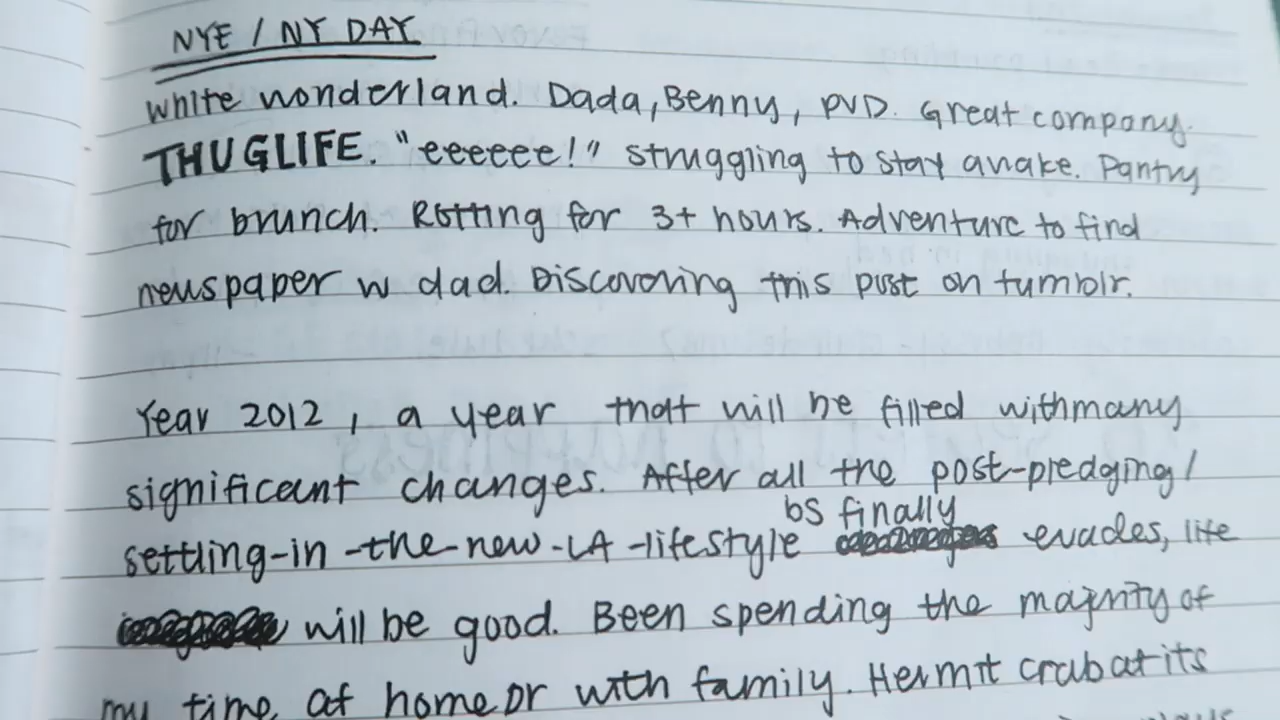 NYE / NY DAY
White wonderland. Dada, Benny, PVD. Great company.
THUGLIFE. "eeeeee!" struggling to stay awake. Pantry
for brunch. Rotting for 3+ hours. Adventure to find
newspaper w dad. Discovering this post on tumblr.
Year 2012, a year that will be filled with many
significant changes. After all the post-pledging/
settling-in-the-new-LA-lifestyle bs finally evades, life
will be good. Been spending the majority of
my time at home or with family. Hermit crab at its